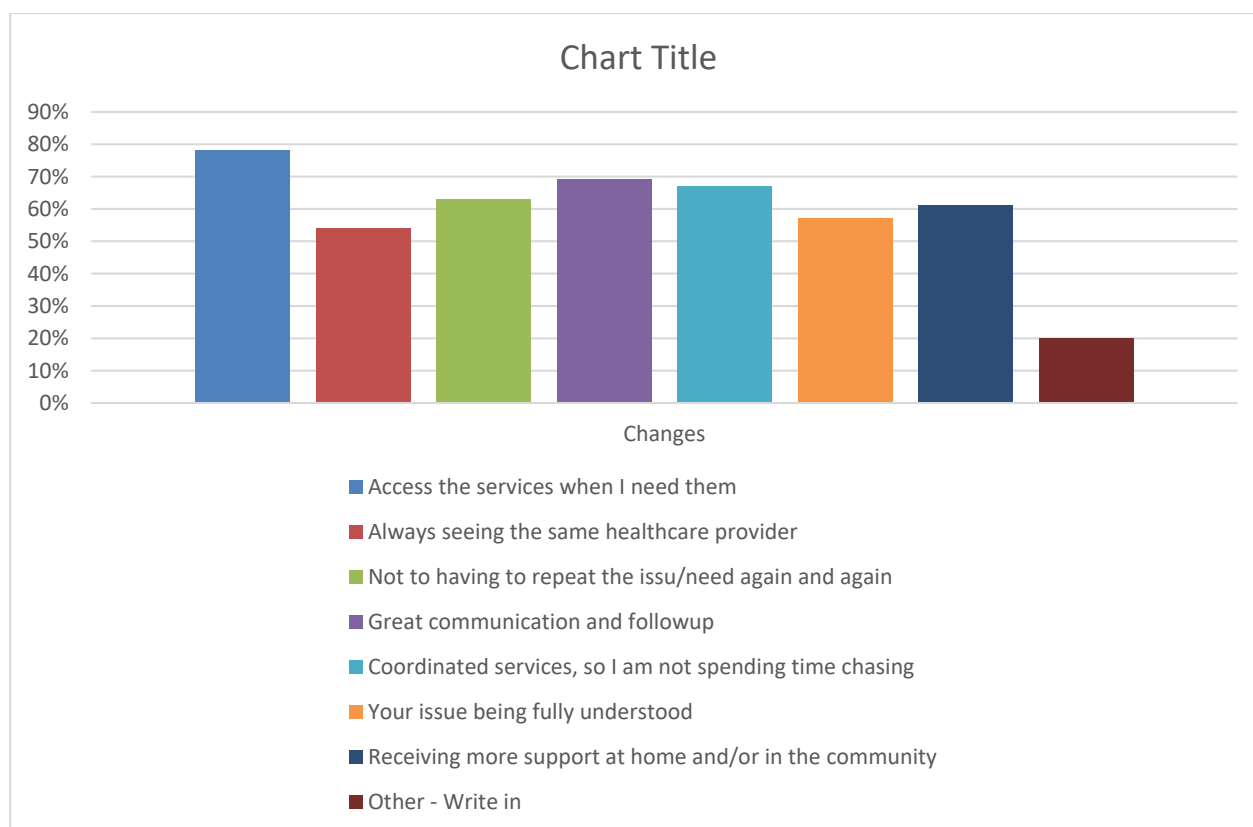 Chart Title
90%
80%
70%
60%
50%
40%
30%
20%
10%
0%
Changes
Access the services when I need them
Always seeing the same healthcare provider
Not to having to repeat the issu/need again and again
Great communication and followup
Coordinated services, so I am not spending time chasing
Your issue being fully understood
Receiving more support at home and/or in the community
Other - Write in